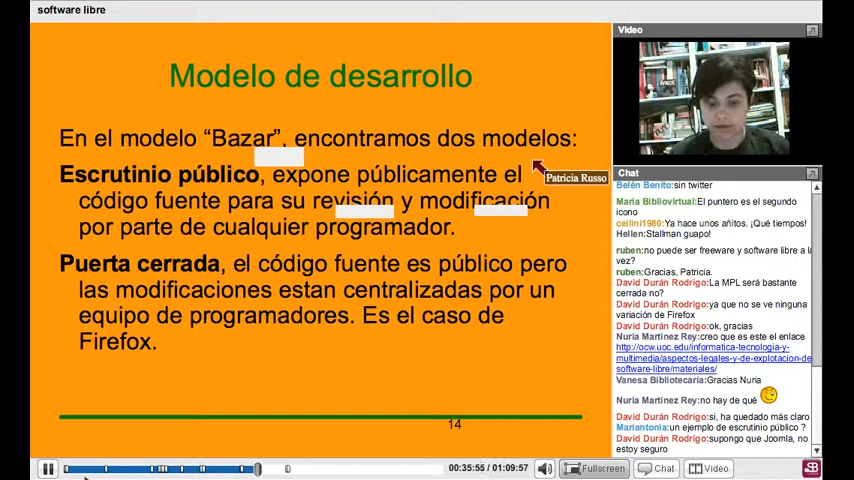 software libre
Modelo de desarrollo
En el modelo “Bazar”, encontramos dos modelos:
Escrutinio público, expone públicamente el
código fuente para su revisión y modificación
por parte de cualquier programador.
Puerta cerrada, el código fuente es público pero
las modificaciones estan centralizadas por un
equipo de programadores. Es el caso de
Firefox.
14
Patricia Russo
Video
Chat
Belén Benito:sin twitter
Maria Bibliovirtual:El puntero es el segundo
icono
cellini1980:Ya hace unos añitos. ¡Qué tiempos!
Hellen:Stallman guapo!
ruben:no puede ser freeware y software libre a la
vez?
ruben:Gracias, Patricia.
David Durán Rodrigo:La MPL será bastante
cerrada no?
David Durán Rodrigo:ya que no se ve ninguna
variación de Firefox
David Durán Rodrigo:ok, gracias
Nuria Martínez Rey:creo que es este el enlace
http://ocw.uoc.edu/informatica-tecnologia-y-
multimedia/aspectos-legales-y-de-explotacion-de
software-libre/materiales/
Vanesa Bibliotecaria:Gracias Nuria
Nuria Martínez Rey:no hay de qué
David Durán Rodrigo:si, ha quedado más claro
Mariantonia:un ejemplo de escrutinio público ?
David Durán Rodrigo:supongo que Joomla, no
estoy seguro
00:35:55 / 01:09:57
Fullscreen
Chat
Video